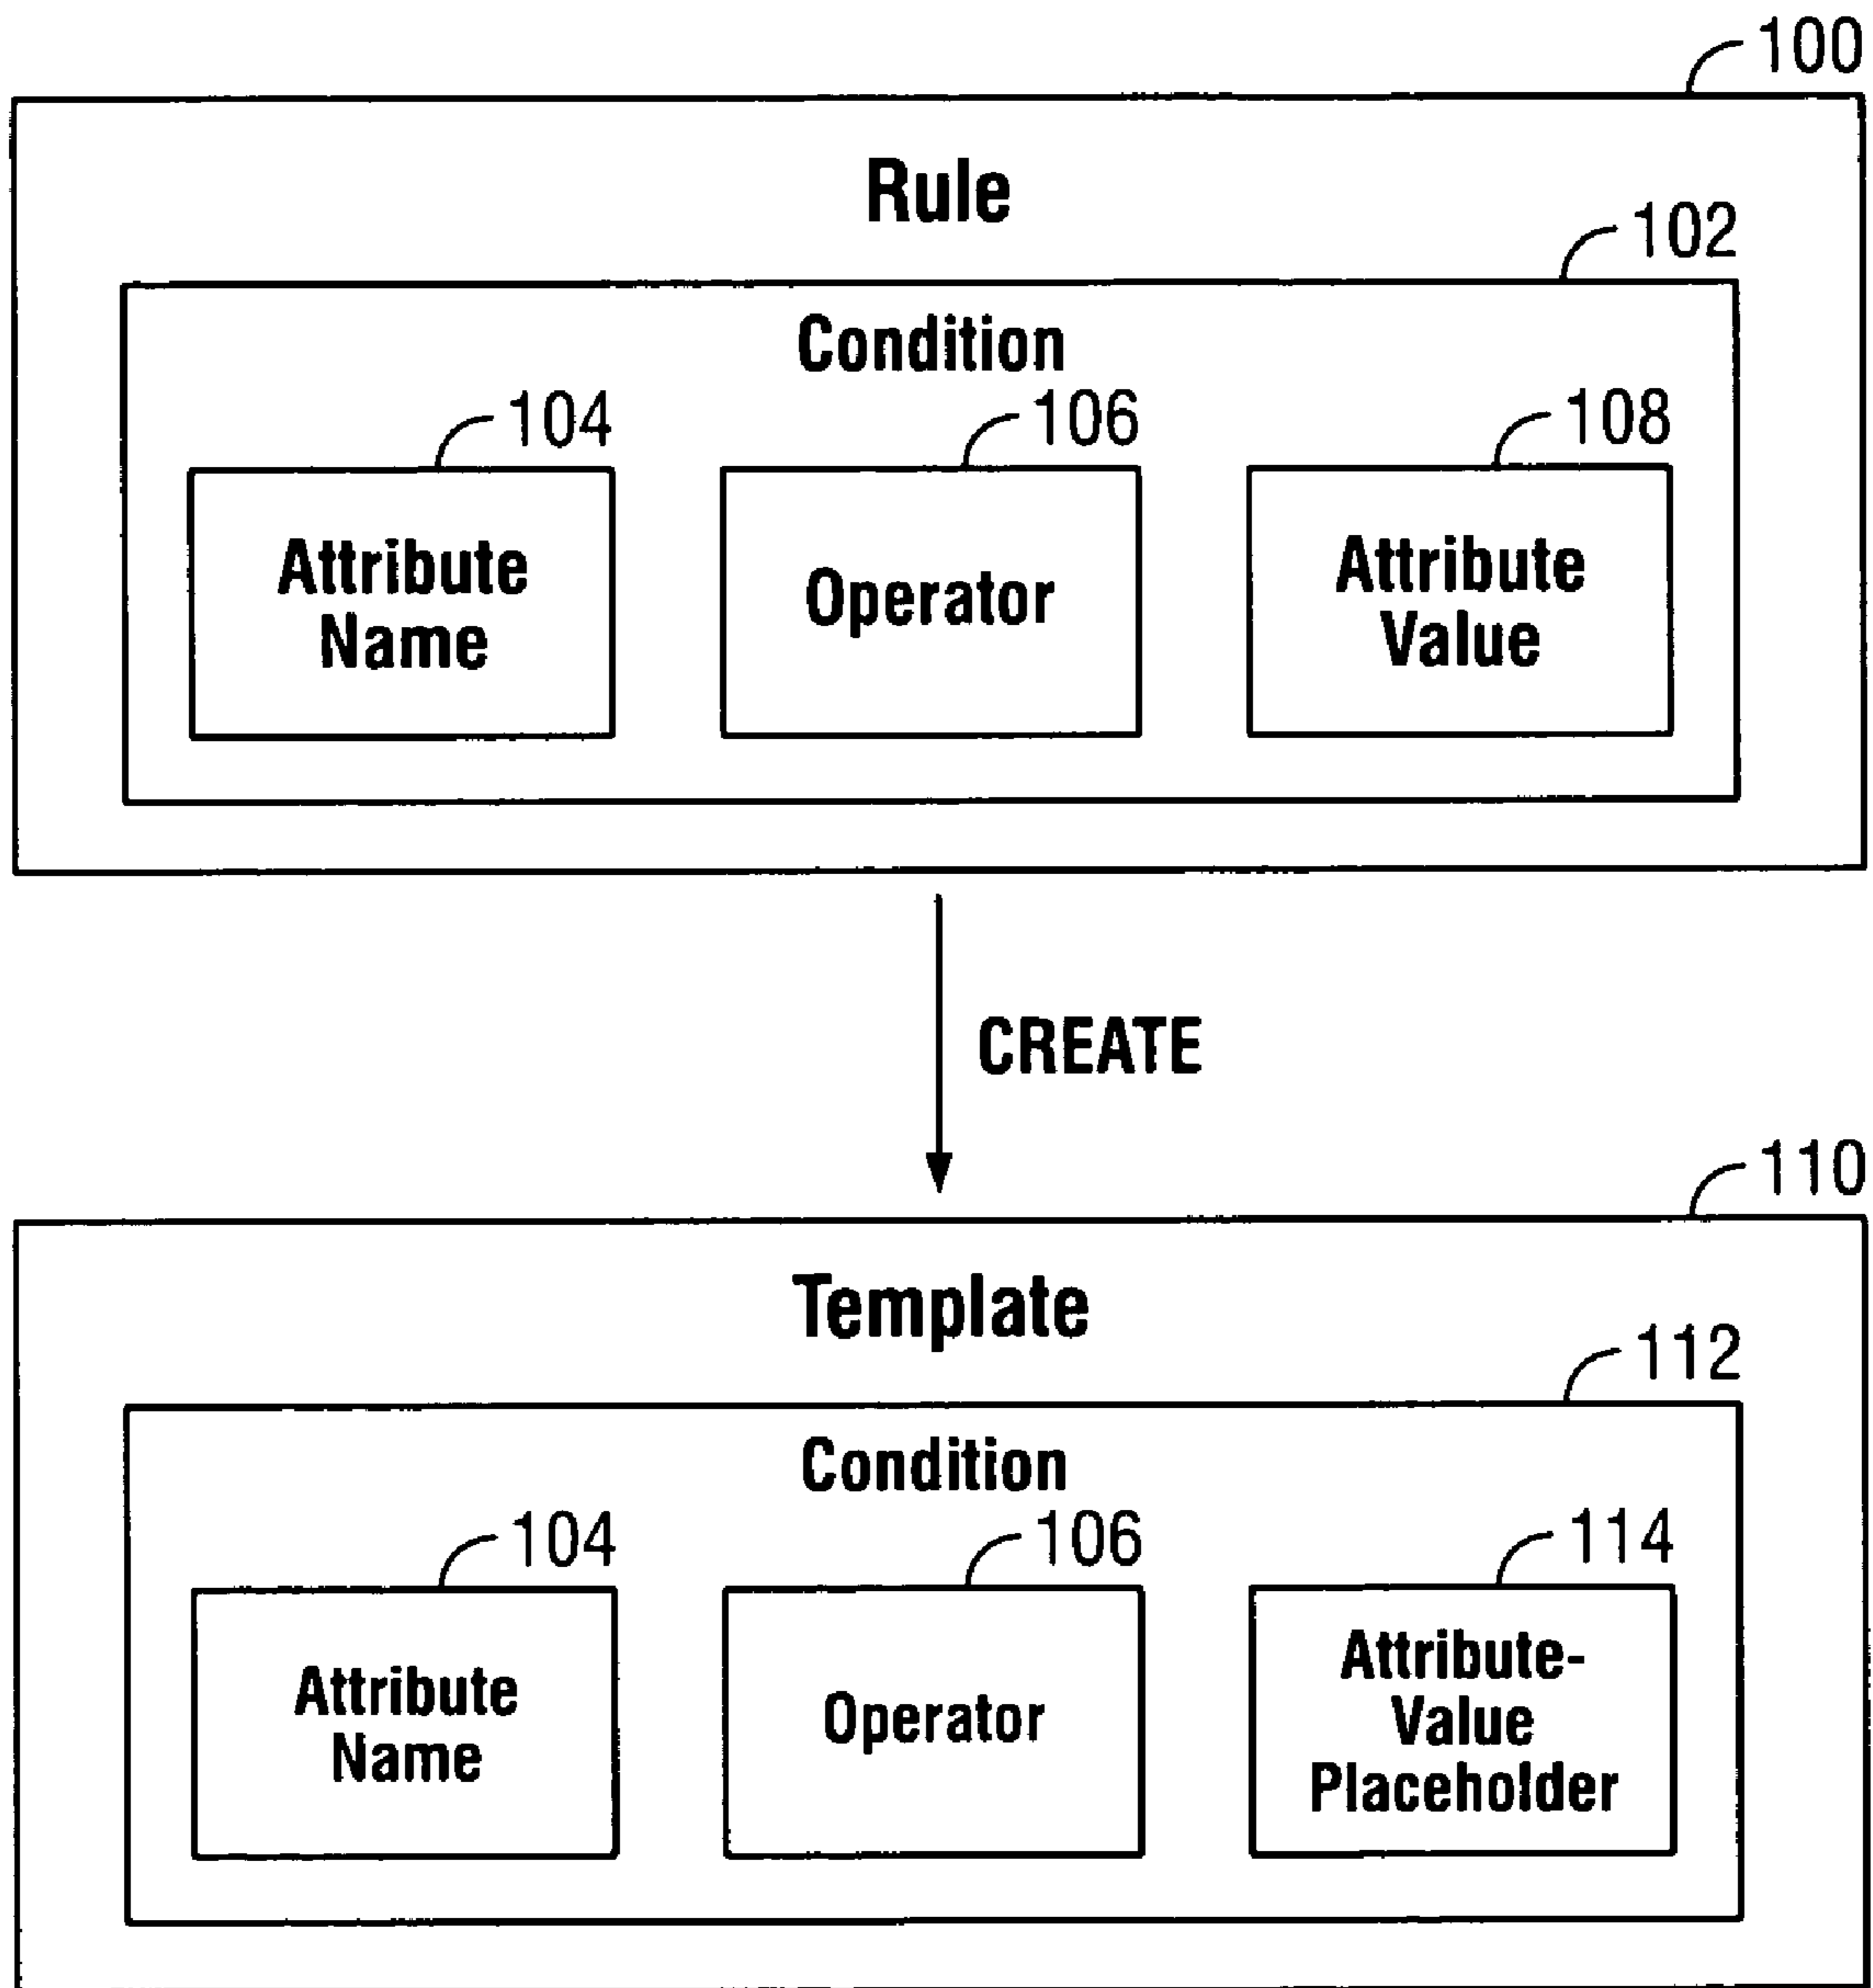 100
Rule
102
Condition
104
106
108
Attribute
Name
Operator
Attribute
Value
CREATE
110
Template
112
Condition
104
106
114
Attribute
Name
Operator
Attribute-
Value
Placeholder